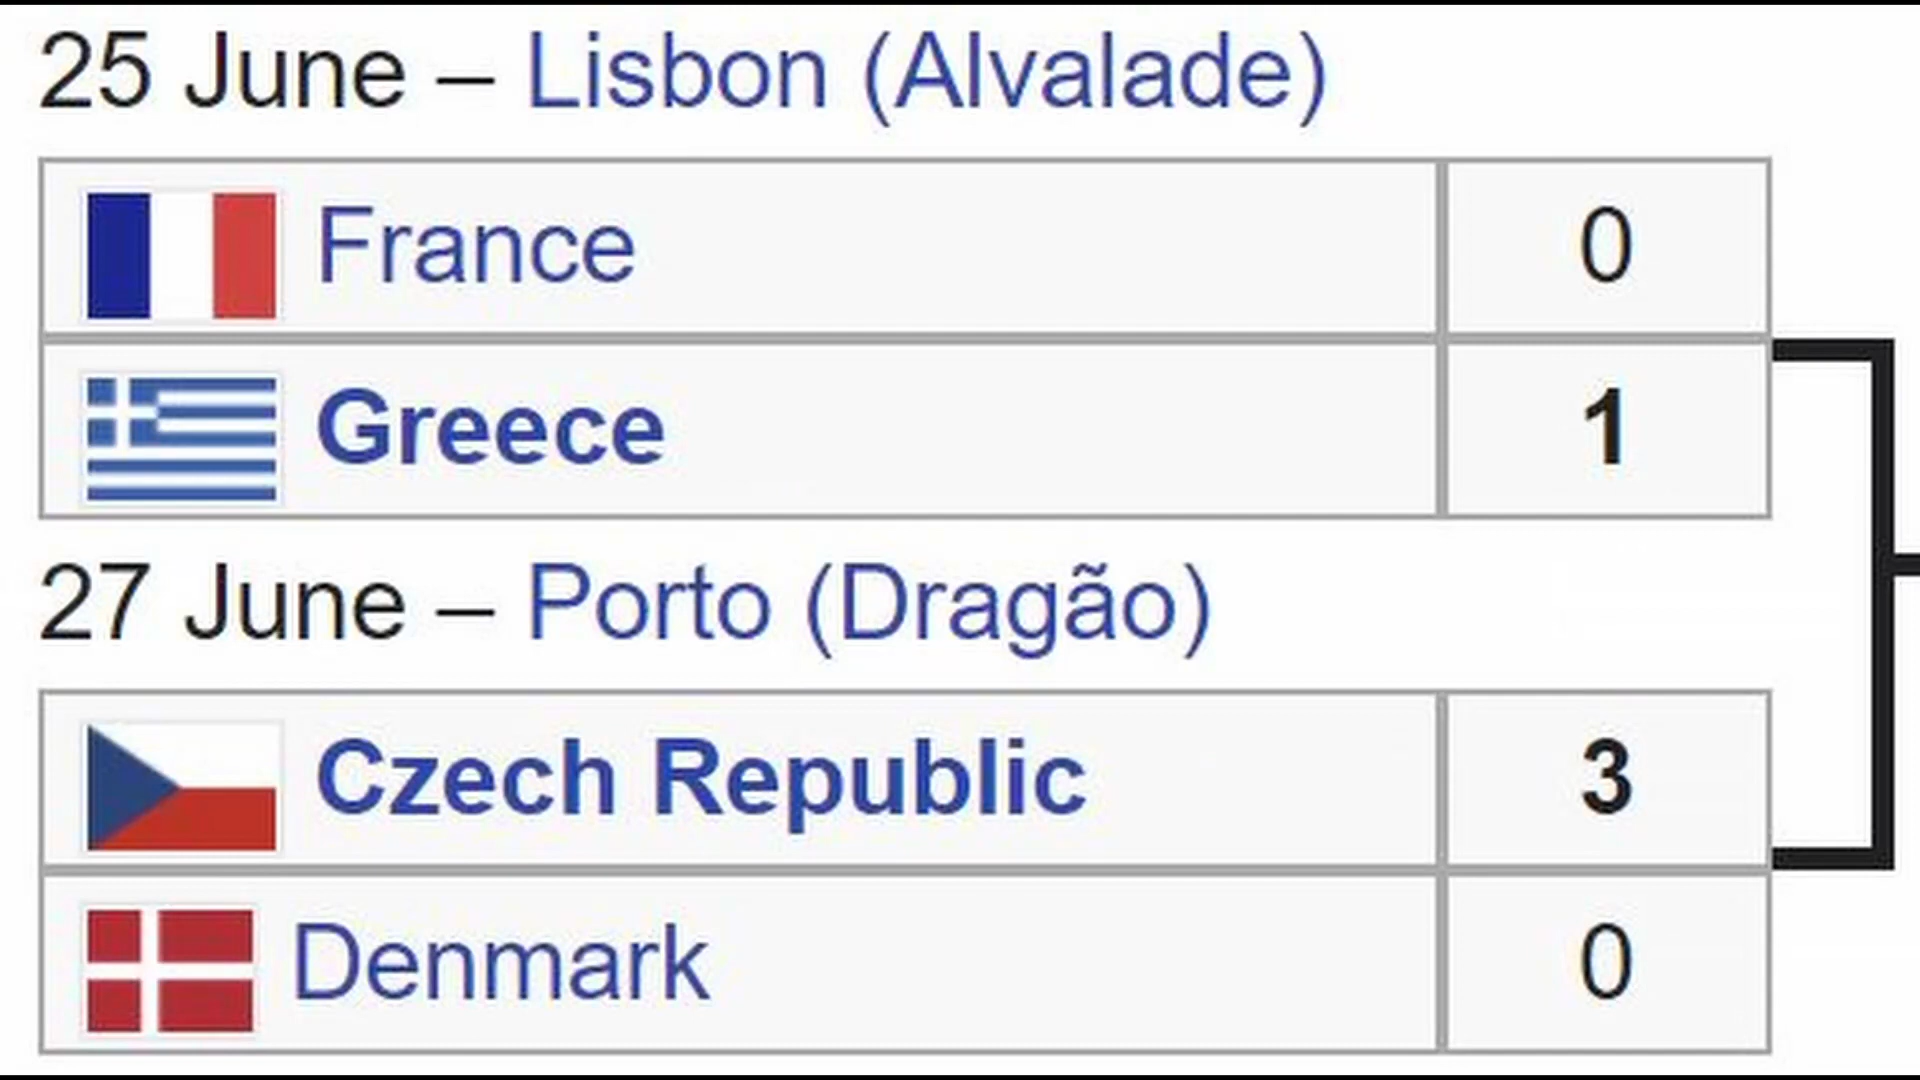 25 June – Lisbon (Alvalade)
France 0
Greece 1
27 June – Porto (Dragão)
Czech Republic 3
Denmark 0